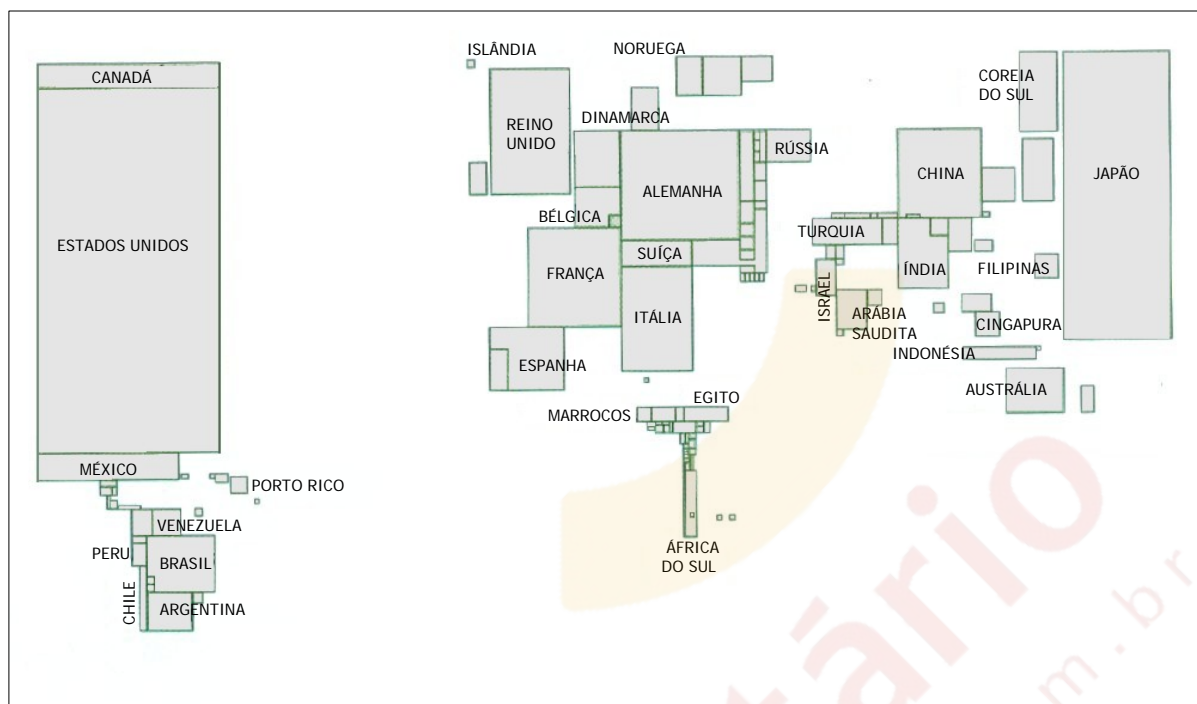 CANADÁ
ESTADOS UNIDOS
MÉXICO
PORTO RICO
VENEZUELA
PERU
BRASIL
CHILE
ARGENTINA
ISLÂNDIA
NORUEGA
REINO
UNIDO
DINAMARCA
RÚSSIA
ALEMANHA
BÉLGICA
SUÍÇA
FRANÇA
ITÁLIA
ESPANHA
MARROCOS
EGITO
ÁFRICA
DO SUL
COREIA
DO SUL
CHINA
JAPÃO
TURQUIA
ÍNDIA
FILIPINAS
ISRAEL
ARÁBIA
SAUDITA
CINGAPURA
INDONÉSIA
AUSTRÁLIA
tário
m.br